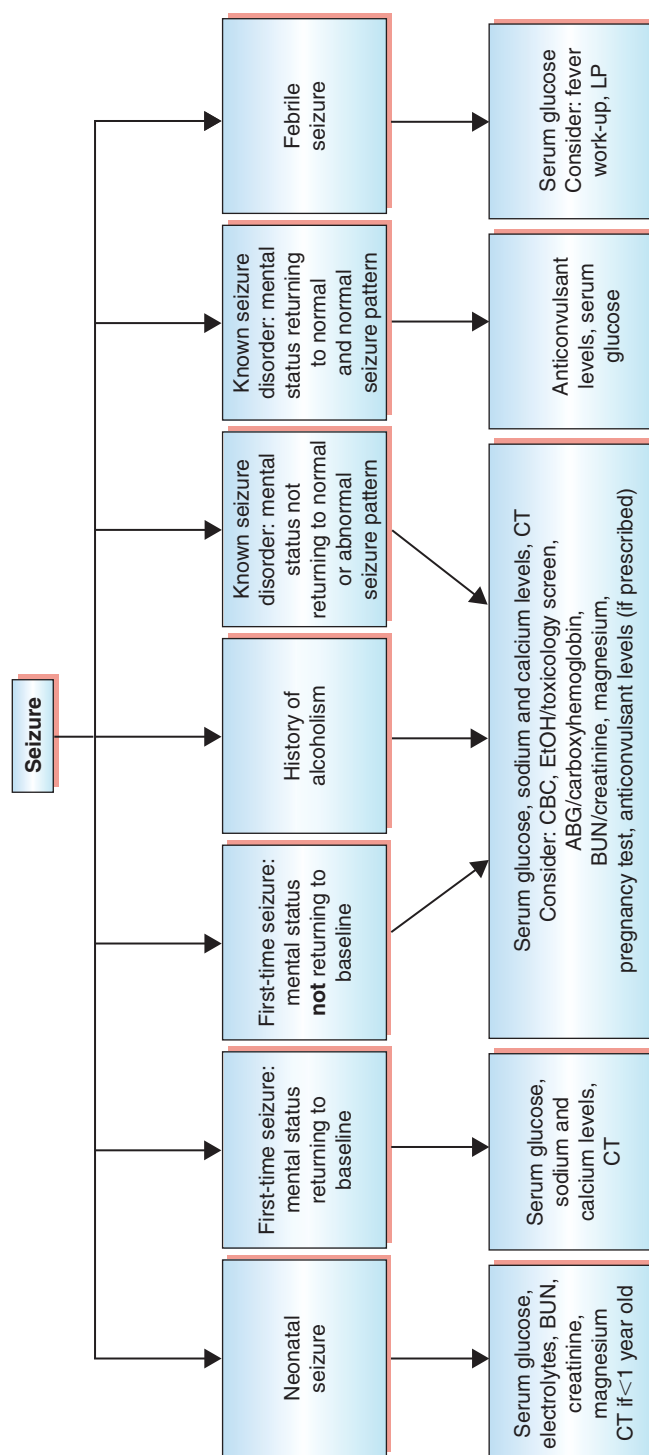 Seizure
Neonatal
seizure
First-time seizure:
mental status
returning to
baseline
First-time seizure:
mental status
not returning to
baseline
History of
alcoholism
Known seizure
disorder: mental
status not
returning to normal
or abnormal
seizure pattern
Known seizure
disorder: mental
status returning
to normal
and normal
seizure pattern
Febrile
seizure
Serum glucose,
electrolytes, BUN,
creatinine,
magnesium
CT if<1 year old
Serum glucose,
sodium and
calcium levels,
CT
Serum glucose, sodium and calcium levels, CT
Consider: CBC, EtOH/toxicology screen,
ABG/carboxyhemoglobin,
BUN/creatinine, magnesium,
pregnancy test, anticonvulsant levels (if prescribed)
Anticonvulsant
levels, serum
glucose
Serum glucose
Consider: fever
work-up, LP